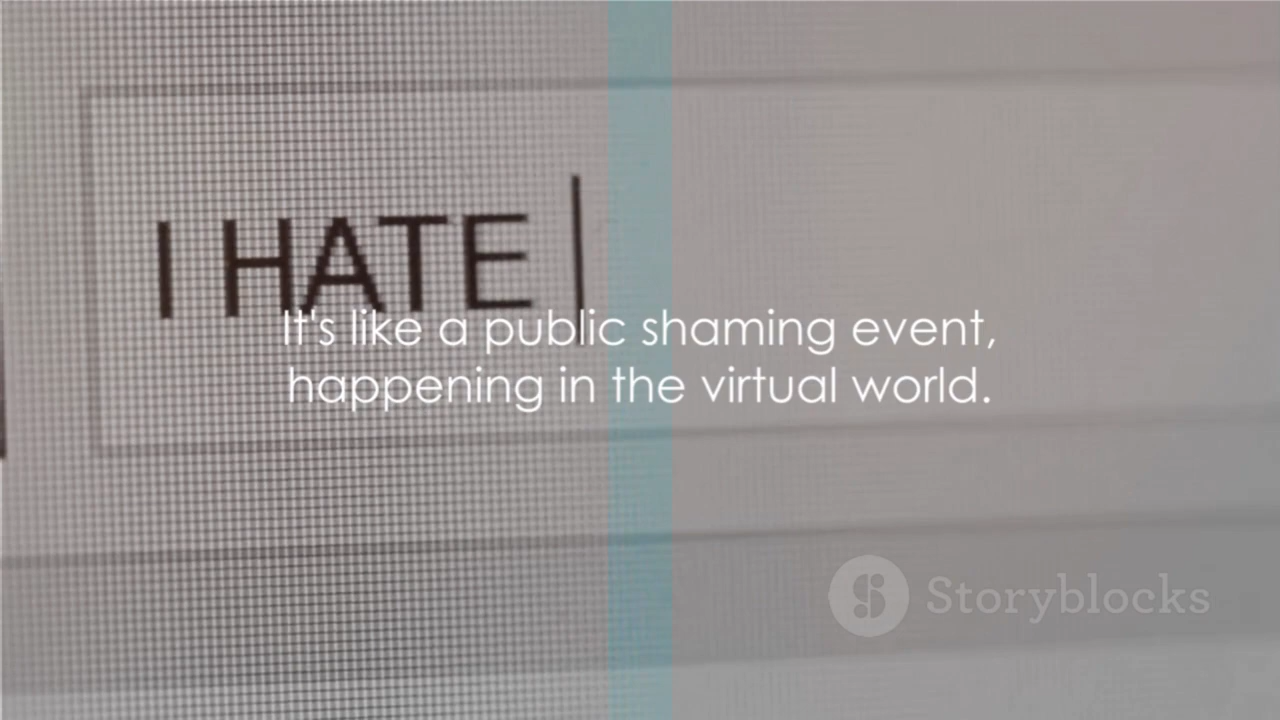 I HATE
It's like a public shaming event,
happening in the virtual world.
Storyblocks